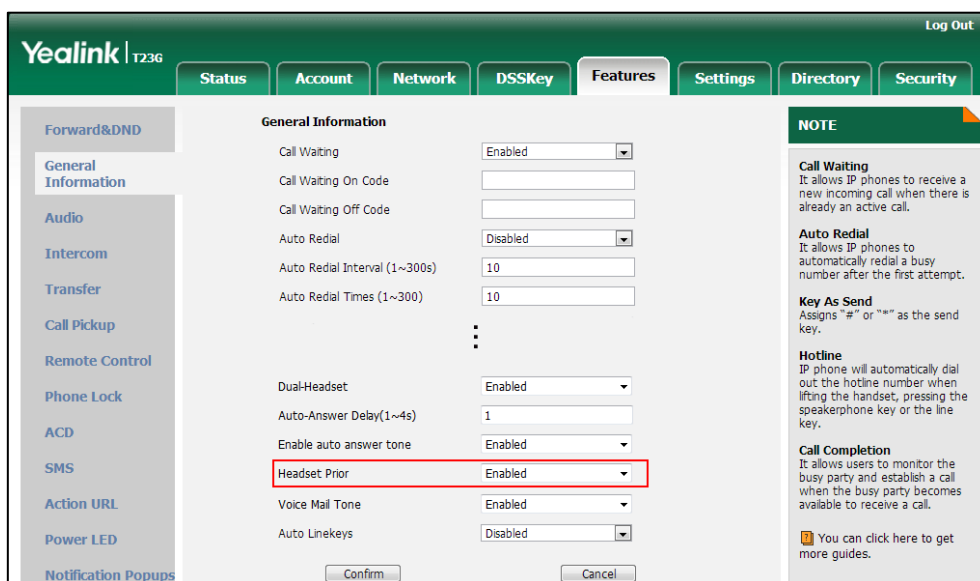 Log Out
Yealink T23G
Status Account Network DSSKey Features Settings Directory Security
Forward&DND
General
Information
Audio
Intercom
Transfer
Call Pickup
Remote Control
Phone Lock
ACD
SMS
Action URL
Power LED
Notification Popups
General Information
Call Waiting Enabled
Call Waiting On Code
Call Waiting Off Code
Auto Redial Disabled
Auto Redial Interval (1~300s) 10
Auto Redial Times (1~300) 10
Dual-Headset Enabled
Auto-Answer Delay(1~4s) 1
Enable auto answer tone Enabled
Headset Prior Enabled
Voice Mail Tone Enabled
Auto Linekeys Disabled
Confirm Cancel
NOTE
Call Waiting
It allows IP phones to receive a
new incoming call when there is
already an active call.
Auto Redial
It allows IP phones to
automatically redial a busy
number after the first attempt.
Key As Send
Assigns "#" or "*" as the send
key.
Hotline
IP phone will automatically dial
out the hotline number when
lifting the handset, pressing the
speakerphone key or the line
key.
Call Completion
It allows users to monitor the
busy party and establish a call
when the busy party becomes
available to receive a call.
You can click here to get
more guides.